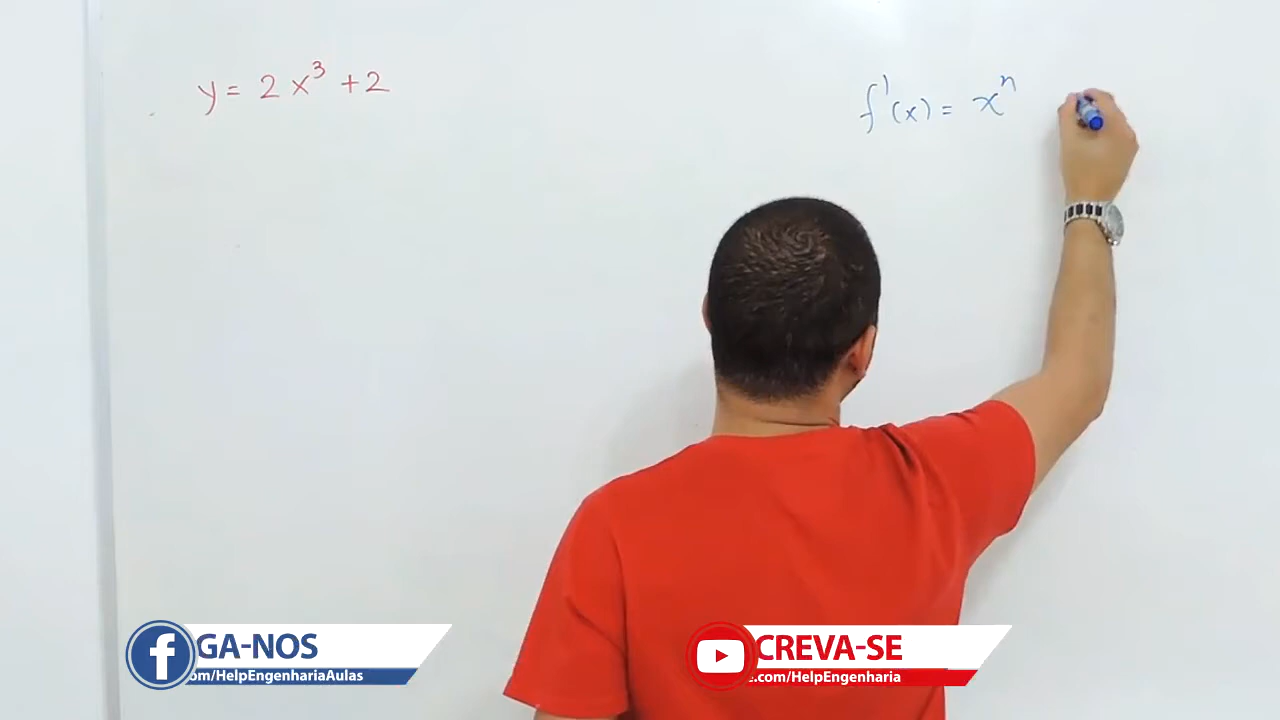 y = 2x³ + 2
f'(x) = xⁿ
GA-NOS
om/HelpEngenhariaAulas
CREVA-SE
e.com/HelpEngenharia